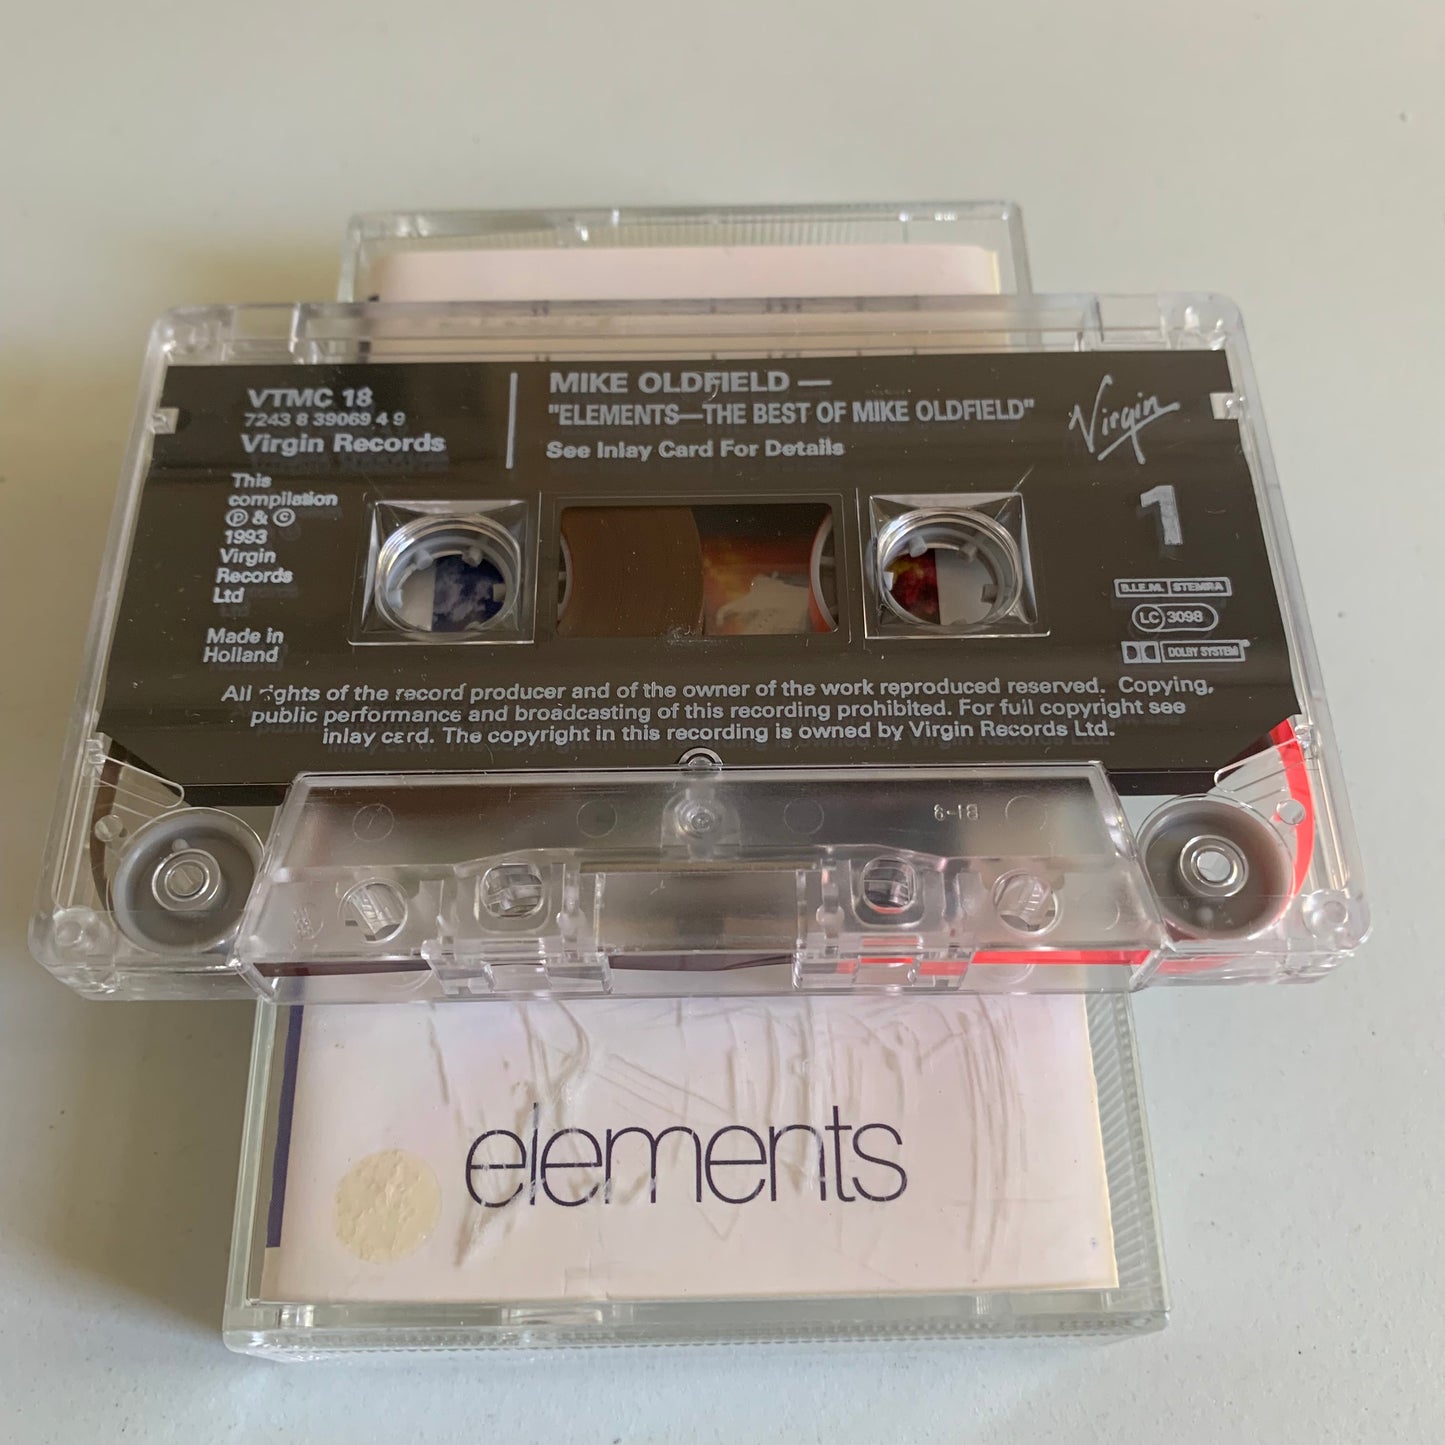 VTMC 18
7243 8 39069 4 9
Virgin Records
MIKE OLDFIELD —
"ELEMENTS—THE BEST OF MIKE OLDFIELD"
See Inlay Card For Details
Virgin
This
compilation
Ⓟ & ©
1993
Virgin
Records
Ltd
Made in
Holland
1
B.I.E.M. STEMRA
LC 3098
DOLBY SYSTEM
All rights of the record producer and of the owner of the work reproduced reserved. Copying,
public performance and broadcasting of this recording prohibited. For full copyright see
inlay card. The copyright in this recording is owned by Virgin Records Ltd.
elements